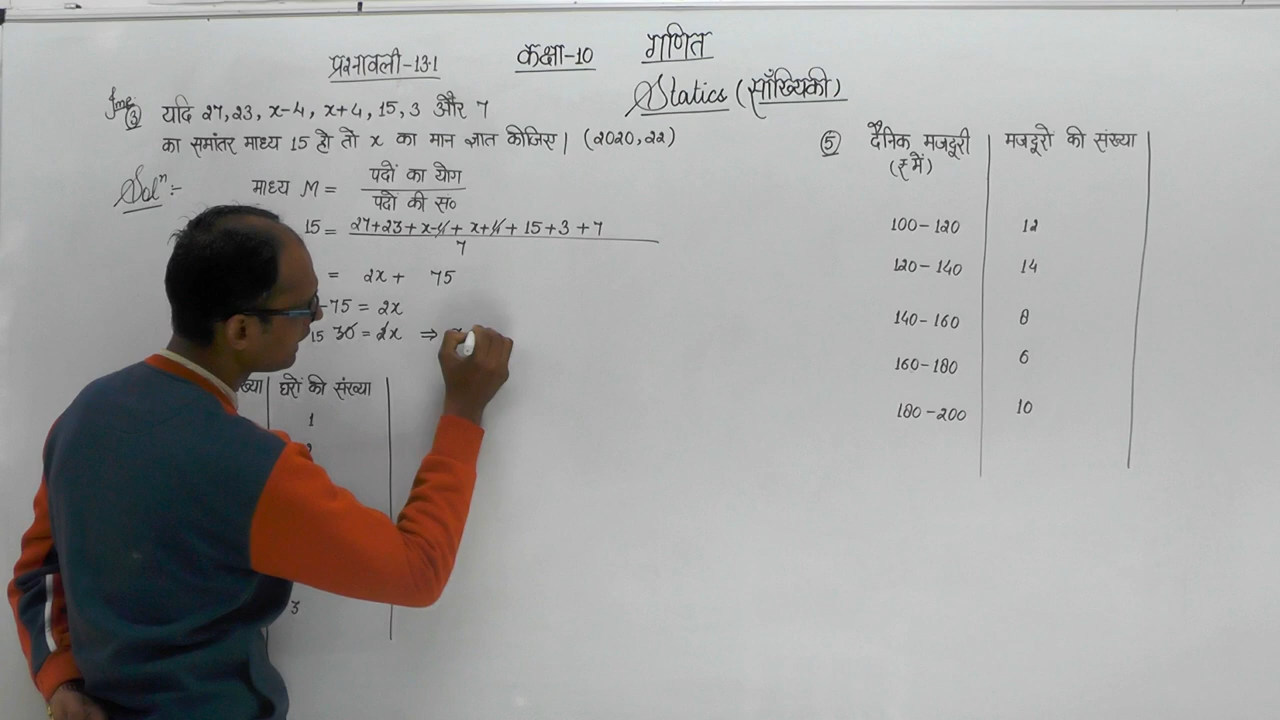 प्रश्नावली-13.1 कक्षा-10 गणित
Statics (साँख्यिकी)
Imp ③ यदि 27, 23, x-4, x+4, 15, 3 और 7
का समांतर माध्य 15 हो तो x का मान ज्ञात कीजिए। (2020,22)
Solⁿ:- माध्य M = पदों का योग
पदों की सं०
15 = 27+23+x-4+x+4+15+3+7
7
= 2x + 75
-75 = 2x
15 30 = 2x ⇒
ख्या घरों की संख्या
1
3
⑤ दैनिक मजदूरी मजदूरो की संख्या
(₹ में)
100-120 12
120-140 14
140-160 8
160-180 6
180-200 10